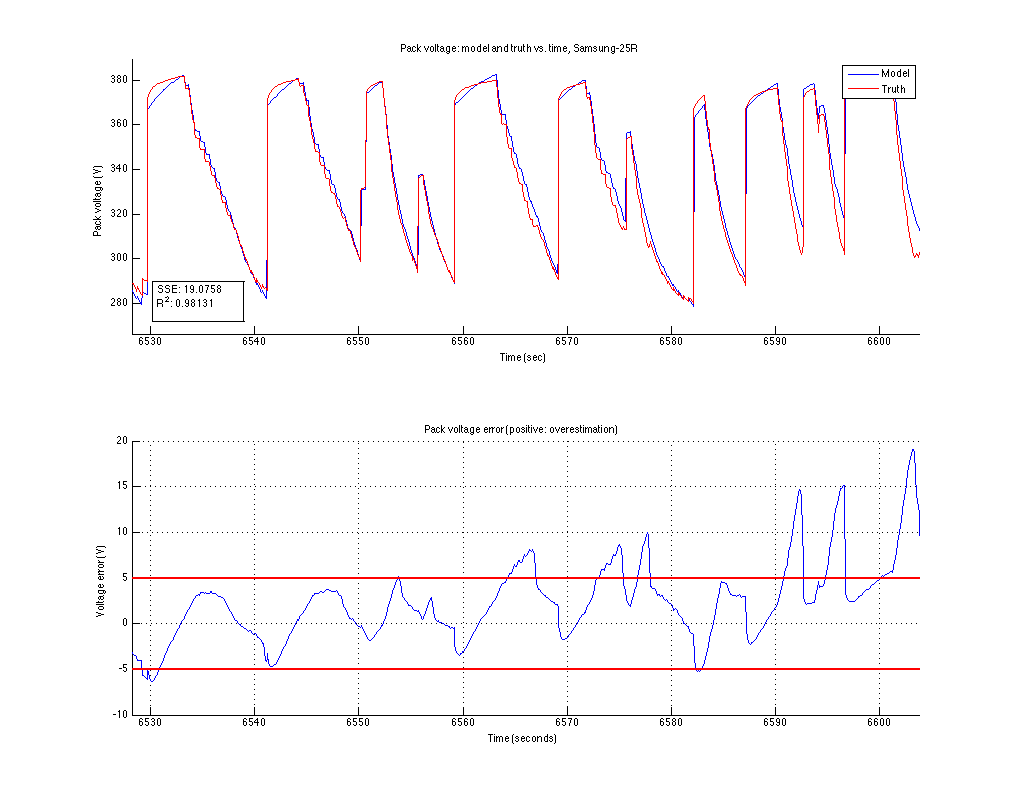 Pack voltage: model and truth vs. time, Samsung-25R
Pack voltage (V)
380
360
340
320
300
280
Model
Truth
SSE: 19.0758
R2: 0.98131
6530 6540 6550 6560 6570 6580 6590 6600
Time (sec)
Pack voltage error (positive: overestimation)
Voltage error (V)
20
15
10
5
0
-5
-10
6530 6540 6550 6560 6570 6580 6590 6600
Time (seconds)